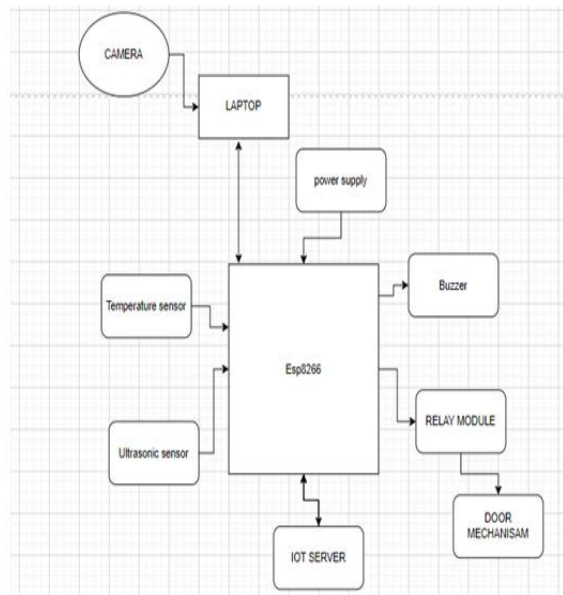 CAMERA
LAPTOP
power supply
Temperature sensor
Buzzer
Esp8266
RELAY MODULE
Ultrasonic sensor
DOOR
MECHANISAM
IOT SERVER